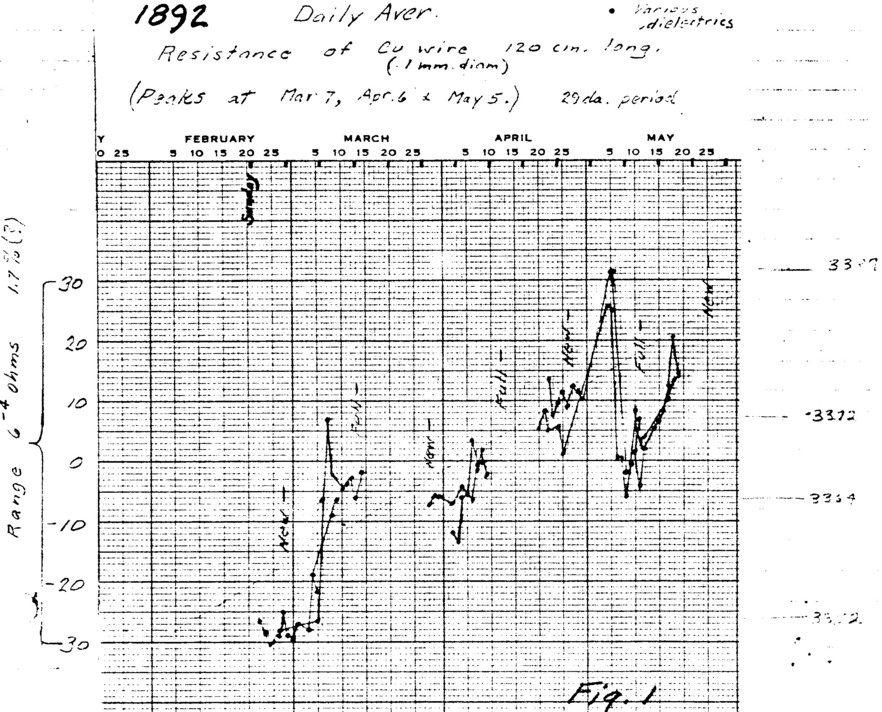 1892 Daily Aver. • Various
dielectrics
Resistance of Cu wire 120 cm. long.
(.1 mm. diam)
(Peaks at Mar 7, Apr. 6 & May 5.) 29 da. period
Y FEBRUARY MARCH APRIL MAY
0 25 5 10 15 20 25 5 10 15 20 25 5 10 15 20 25 5 10 15 20 25
Sunday
30
20
10
0
-10
-20
-30
Range 6⁻⁴ ohms 1.7% (?)
New –
Full –
New –
Full –
New –
Full –
New –
3372
3364
Fig. 1